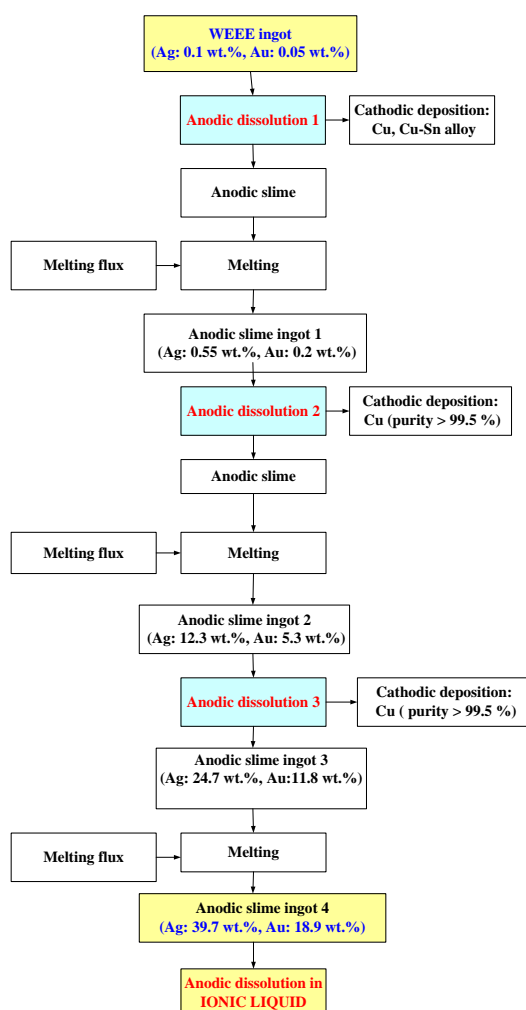 WEEE ingot
(Ag: 0.1 wt.%, Au: 0.05 wt.%)
Anodic dissolution 1
Cathodic deposition:
Cu, Cu-Sn alloy
Anodic slime
Melting flux
Melting
Anodic slime ingot 1
(Ag: 0.55 wt.%, Au: 0.2 wt.%)
Anodic dissolution 2
Cathodic deposition:
Cu (purity > 99.5 %)
Anodic slime
Melting flux
Melting
Anodic slime ingot 2
(Ag: 12.3 wt.%, Au: 5.3 wt.%)
Anodic dissolution 3
Cathodic deposition:
Cu ( purity > 99.5 %)
Anodic slime ingot 3
(Ag: 24.7 wt.%, Au:11.8 wt.%)
Melting flux
Melting
Anodic slime ingot 4
(Ag: 39.7 wt.%, Au: 18.9 wt.%)
Anodic dissolution in
IONIC LIQUID